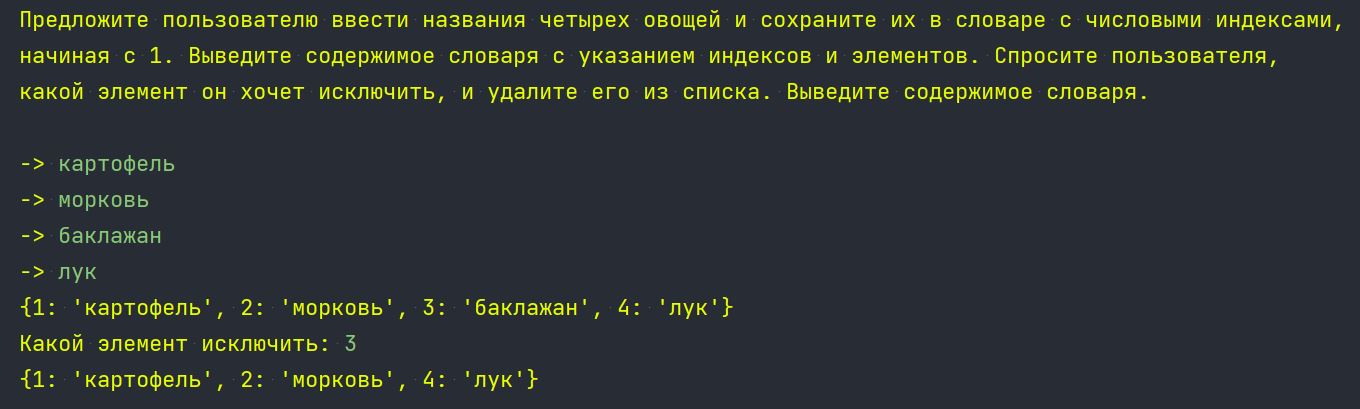 Предложите пользователю ввести названия четырех овощей и сохраните их в словаре с числовыми индексами,
начиная с 1. Выведите содержимое словаря с указанием индексов и элементов. Спросите пользователя,
какой элемент он хочет исключить, и удалите его из списка. Выведите содержимое словаря.
-> картофель
-> морковь
-> баклажан
-> лук
{1: 'картофель', 2: 'морковь', 3: 'баклажан', 4: 'лук'}
Какой элемент исключить: 3
{1: 'картофель', 2: 'морковь', 4: 'лук'}